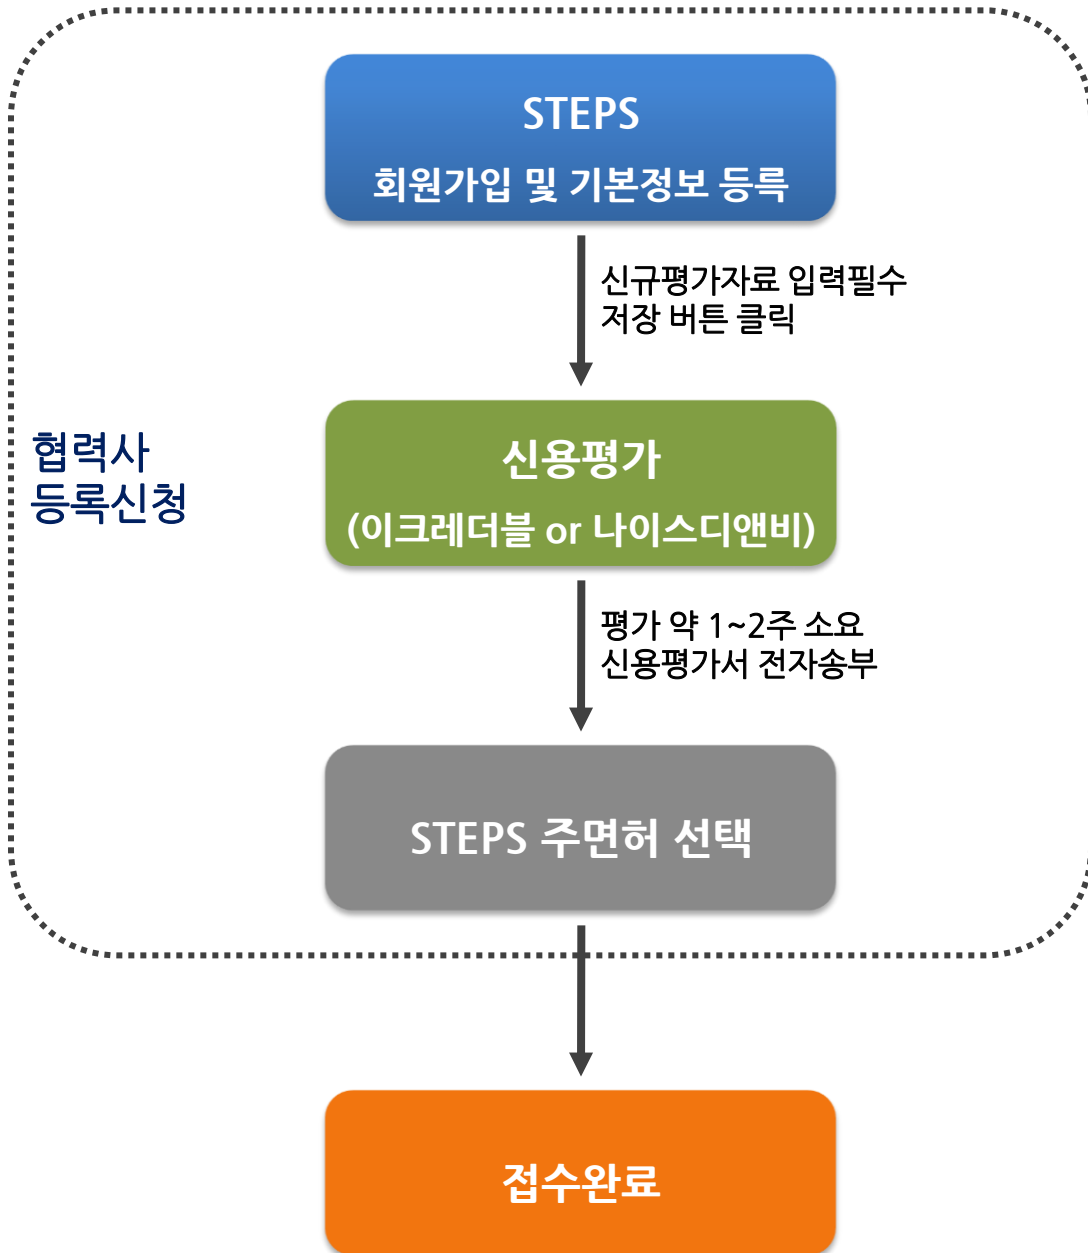 STEPS
회원가입 및 기본정보 등록
신규평가자료 입력필수
저장 버튼 클릭
협력사
등록신청
신용평가
(이크레더블 or 나이스디앤비)
평가 약 1~2주 소요
신용평가서 전자송부
STEPS 주면허 선택
접수완료